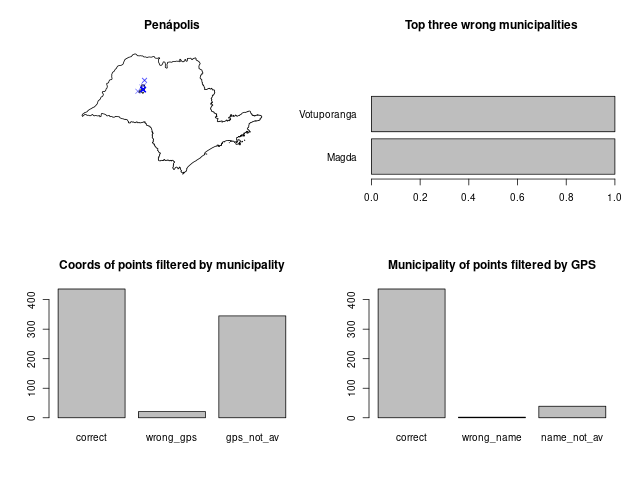 Penápolis
Top three wrong municipalities
Votuporanga
Magda
0.0 0.2 0.4 0.6 0.8 1.0
Coords of points filtered by municipality
400
300
200
100
0
correct wrong_gps gps_not_av
Municipality of points filtered by GPS
400
300
200
100
0
correct wrong_name name_not_av